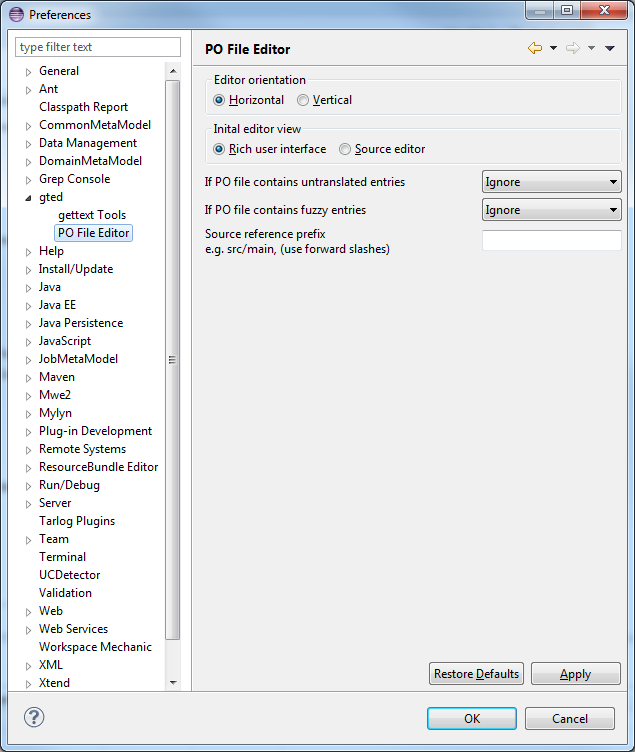 Preferences
type filter text
General
Ant
Classpath Report
CommonMetaModel
Data Management
DomainMetaModel
Grep Console
gted
gettext Tools
PO File Editor
Help
Install/Update
Java
Java EE
Java Persistence
JavaScript
JobMetaModel
Maven
Mwe2
Mylyn
Plug-in Development
Remote Systems
ResourceBundle Editor
Run/Debug
Server
Tarlog Plugins
Team
Terminal
UCDetector
Validation
Web
Web Services
Workspace Mechanic
XML
Xtend
PO File Editor
Editor orientation
Horizontal Vertical
Inital editor view
Rich user interface Source editor
If PO file contains untranslated entries Ignore
If PO file contains fuzzy entries Ignore
Source reference prefix
e.g. src/main, (use forward slashes)
Restore Defaults Apply
? OK Cancel